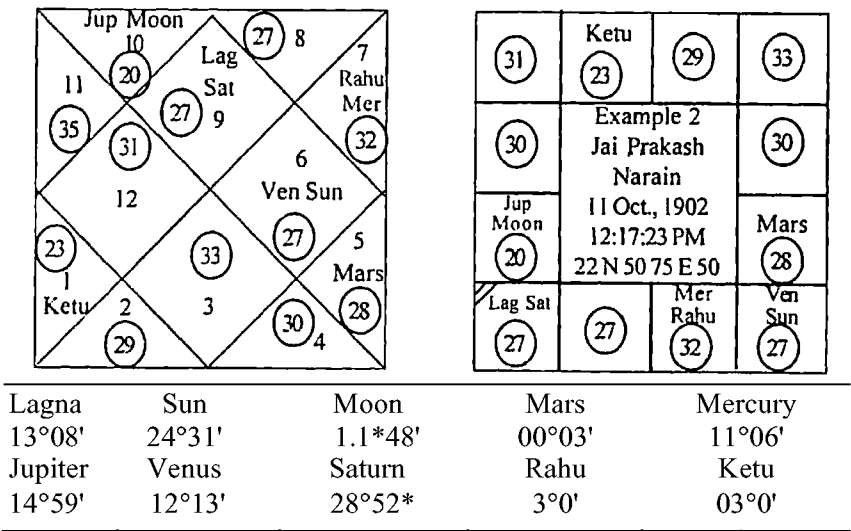 Jup Moon
10
20
Lag
Sat
27
9
27
8
7
Rahu
Mer
32
11
35
31
12
6
Ven Sun
27
23
1
Ketu
33
3
5
Mars
28
2
29
30
4
31
Ketu
23
29
33
30
Example 2
Jai Prakash
Narain
11 Oct., 1902
12:17:23 PM
22 N 50 75 E 50
30
Jup
Moon
20
Mars
28
Lag Sat
27
27
Mer
Rahu
32
Ven
Sun
27
Lagna Sun Moon Mars Mercury
13°08' 24°31' 1.1*48' 00°03' 11°06'
Jupiter Venus Saturn Rahu Ketu
14°59' 12°13' 28°52* 3°0' 03°0'